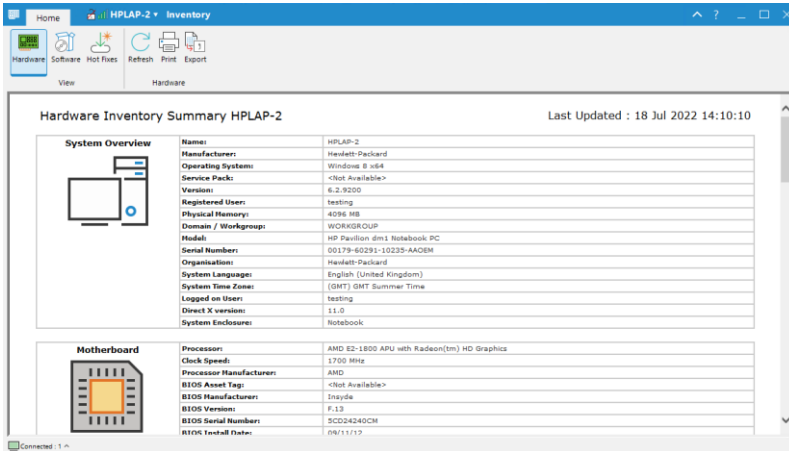 Home
HPLAP-2 Inventory
?
Hardware Software Hot Fixes Refresh Print Export
View Hardware
Hardware Inventory Summary HPLAP-2 Last Updated : 18 Jul 2022 14:10:10
System Overview
Name: HPLAP-2
Manufacturer: Hewlett-Packard
Operating System: Windows 8 x64
Service Pack: <Not Available>
Version: 6.2.9200
Registered User: testing
Physical Memory: 4096 MB
Domain / Workgroup: WORKGROUP
Model: HP Pavilion dm1 Notebook PC
Serial Number: 00179-60291-10235-AAOEM
Organisation: Hewlett-Packard
System Language: English (United Kingdom)
System Time Zone: (GMT) GMT Summer Time
Logged on User: testing
Direct X version: 11.0
System Enclosure: Notebook
Motherboard
Processor: AMD E2-1800 APU with Radeon(tm) HD Graphics
Clock Speed: 1700 MHz
Processor Manufacturer: AMD
BIOS Asset Tag: <Not Available>
BIOS Manufacturer: Insyde
BIOS Version: F.13
BIOS Serial Number: 5CD24240CM
BIOS Install Date: 09/11/12
Connected : 1